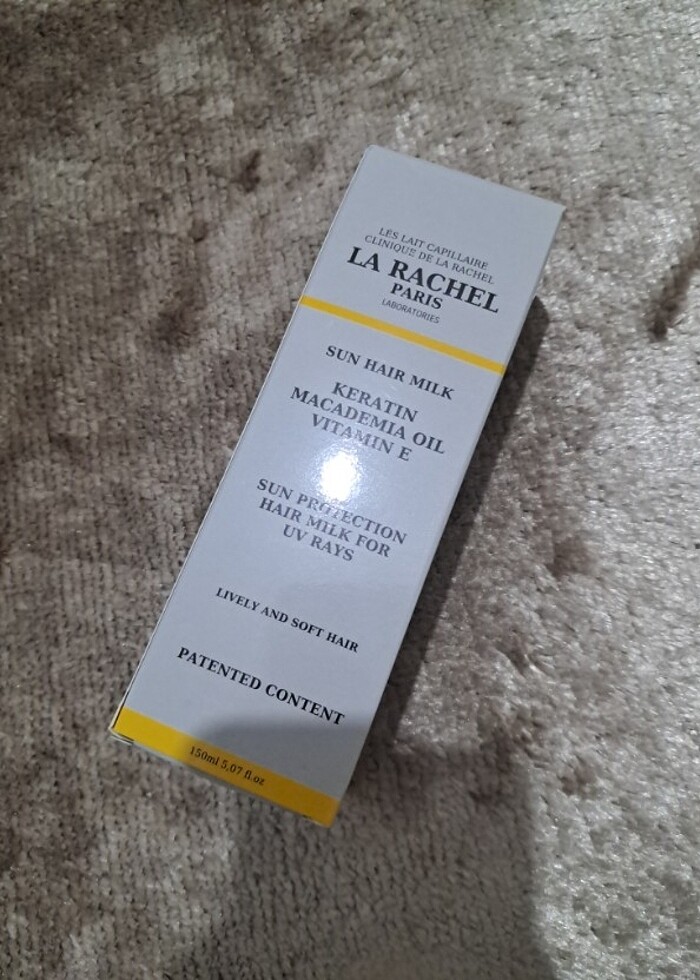 LES LAIT CAPILLAIRE
CLINIQUE DE LA RACHEL
LA RACHEL
PARIS
LABORATORIES
SUN HAIR MILK
KERATIN
MACADEMIA OIL
VITAMIN E
SUN PROTECTION
HAIR MILK FOR
UV RAYS
LIVELY AND SOFT HAIR
PATENTED CONTENT
150ml 5,07 fl.oz